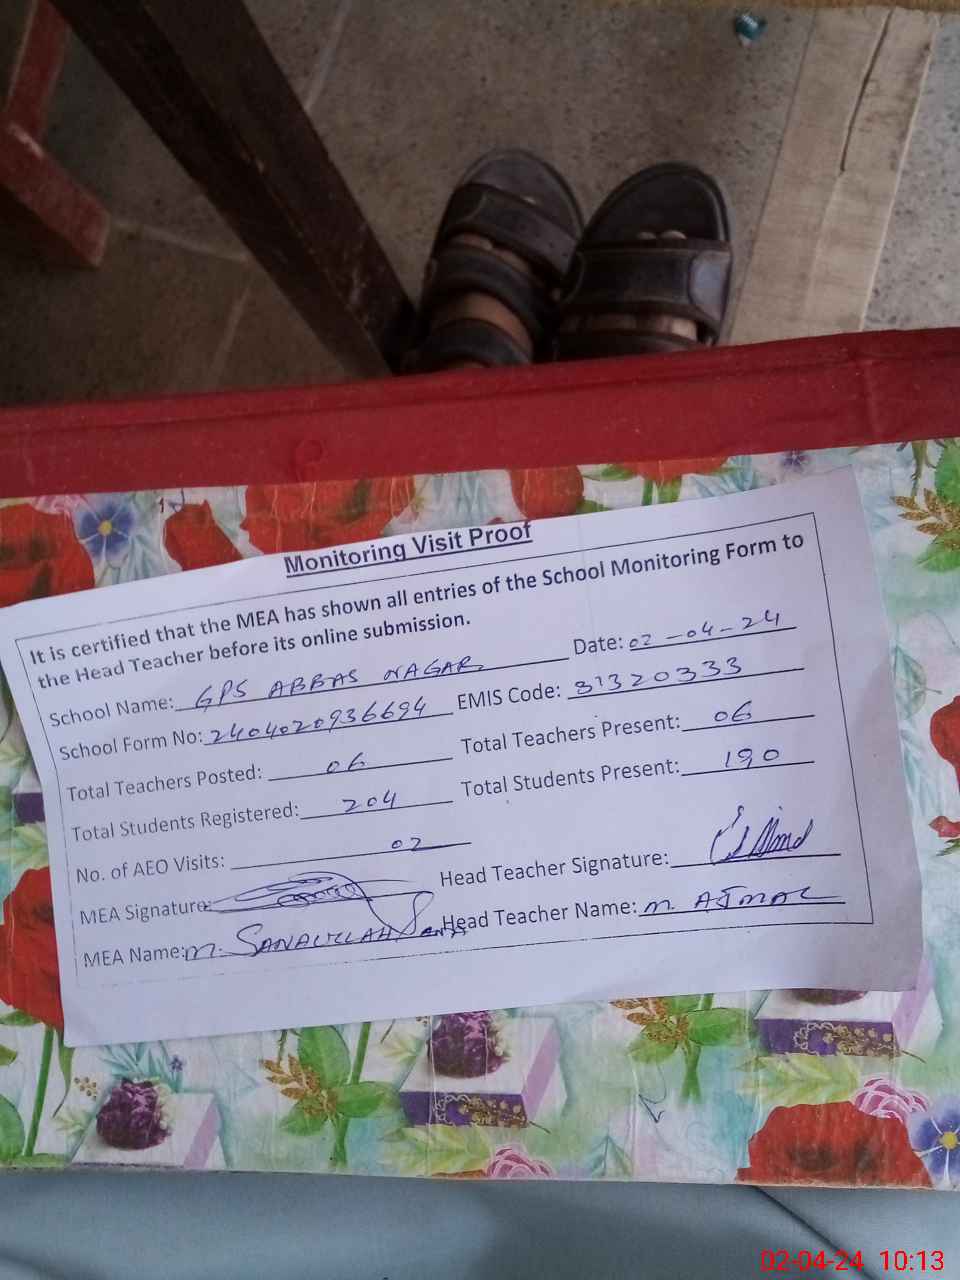 Monitoring Visit Proof
It is certified that the MEA has shown all entries of the School Monitoring Form to
the Head Teacher before its online submission.
School Name: GPS ABBAS NAGAR Date: 02-04-24
School Form No: 2404020936694 EMIS Code: 31320333
Total Teachers Posted: 06 Total Teachers Present: 06
Total Students Registered: 204 Total Students Present: 190
No. of AEO Visits: 02
MEA Signature: Head Teacher Signature:
MEA Name: M. SANAULLAH Head Teacher Name: M. AJMAL
02-04-24 10:13